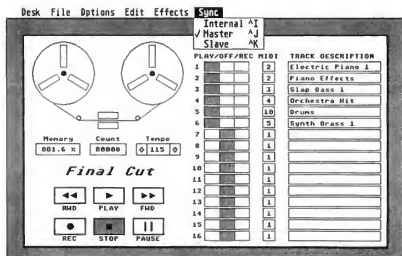 Desk File Options Edit Effects Sync
Internal ^I
✓ Master ^J
Slave ^K
PLAY/OFF/REC MIDI TRACK DESCRIPTION
1 2 Electric Piano 1
2 2 Piano Effects
3 3 Slap Bass 1
4 4 Orchestra Hit
5 10 Drums
6 5 Synth Brass 1
7 1
8 1
9 1
10 1
11 1
12 1
13 1
14 1
15 1
16 1
Memory Count Tempo
801.6 K 00000 115
Final Cut
RWD PLAY FWD
REC STOP PAUSE